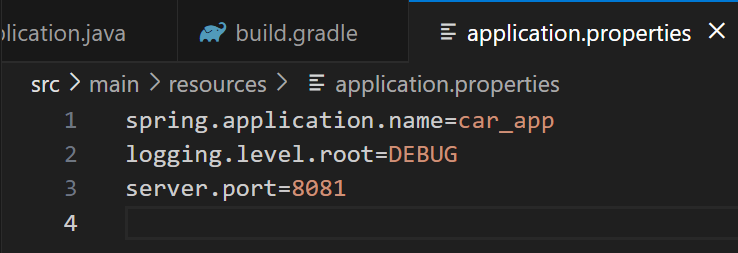 lication.java build.gradle application.properties
src > main > resources > application.properties
1 spring.application.name=car_app
2 logging.level.root=DEBUG
3 server.port=8081
4